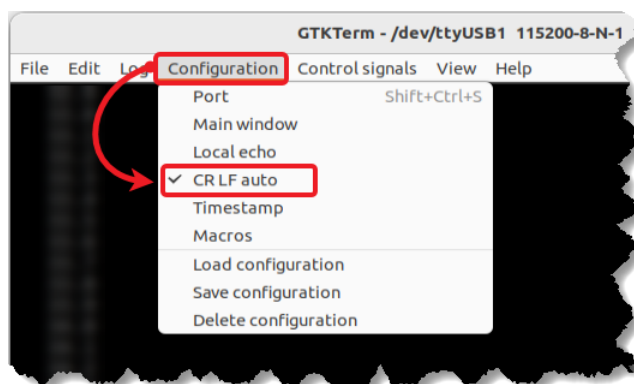 GTKTerm - /dev/ttyUSB1 115200-8-N-1
File Edit Log Configuration Control signals View Help
Port Shift+Ctrl+S
Main window
Local echo
CR LF auto
Timestamp
Macros
Load configuration
Save configuration
Delete configuration